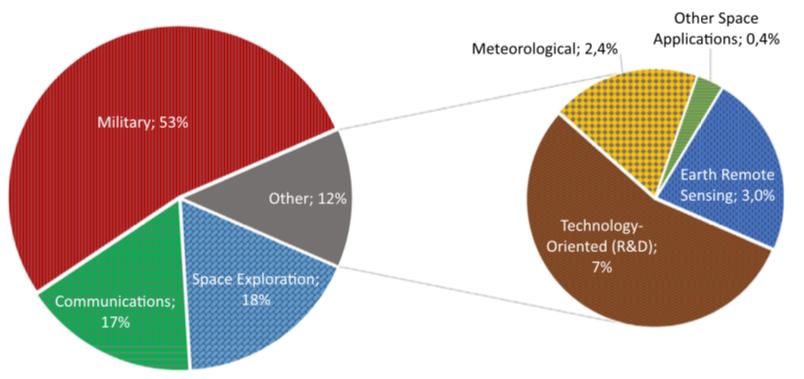 Other Space
Applications; 0,4%
Meteorological; 2,4%
Military; 53%
Other; 12%
Earth Remote
Sensing; 3,0%
Technology-
Oriented (R&D);
7%
Space Exploration;
18%
Communications;
17%